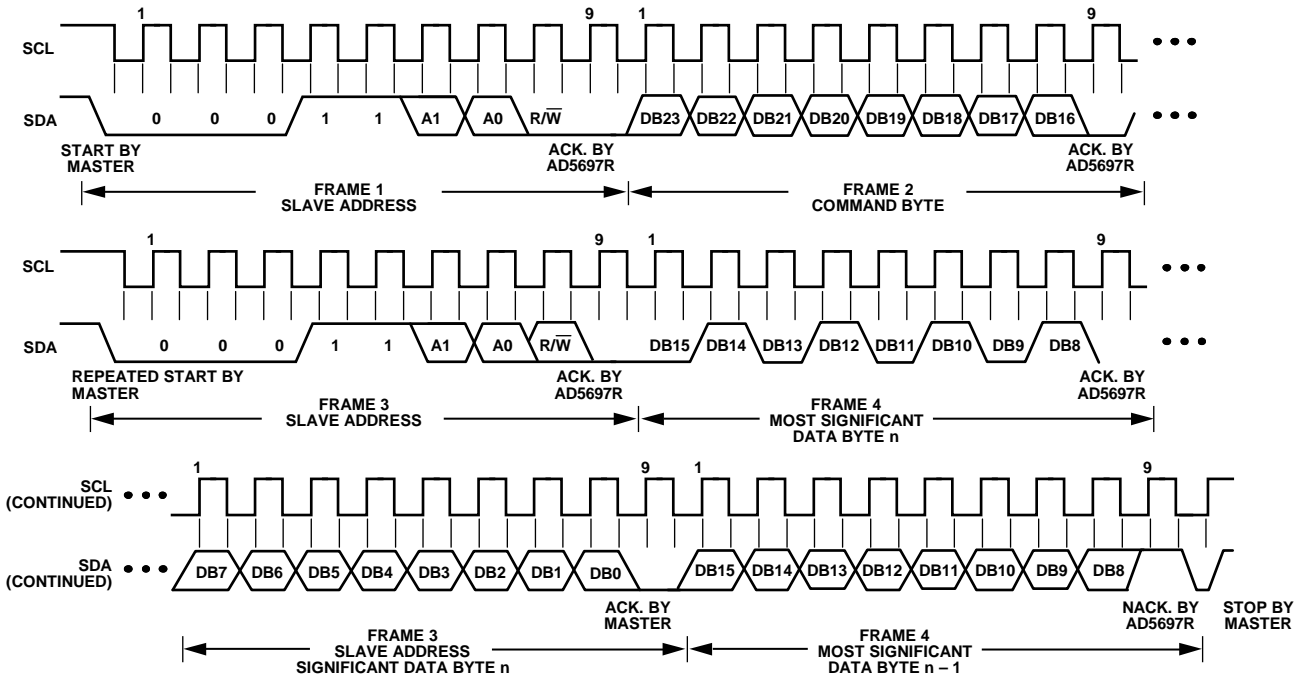 1 9 1 9
SCL
SDA 0 0 0 1 1 A1 A0 R/W̅ DB23 DB22 DB21 DB20 DB19 DB18 DB17 DB16
START BY
MASTER
ACK. BY
AD5697R
ACK. BY
AD5697R
FRAME 1
SLAVE ADDRESS
FRAME 2
COMMAND BYTE
1 9 1 9
SCL
SDA 0 0 0 1 1 A1 A0 R/W̅ DB15 DB14 DB13 DB12 DB11 DB10 DB9 DB8
REPEATED START BY
MASTER
ACK. BY
AD5697R
ACK. BY
AD5697R
FRAME 3
SLAVE ADDRESS
FRAME 4
MOST SIGNIFICANT
DATA BYTE n
1 9 1 9
SCL
(CONTINUED)
SDA
(CONTINUED)
DB7 DB6 DB5 DB4 DB3 DB2 DB1 DB0 DB15 DB14 DB13 DB12 DB11 DB10 DB9 DB8
ACK. BY
MASTER
NACK. BY
AD5697R
STOP BY
MASTER
FRAME 3
SLAVE ADDRESS
SIGNIFICANT DATA BYTE n
FRAME 4
MOST SIGNIFICANT
DATA BYTE n – 1